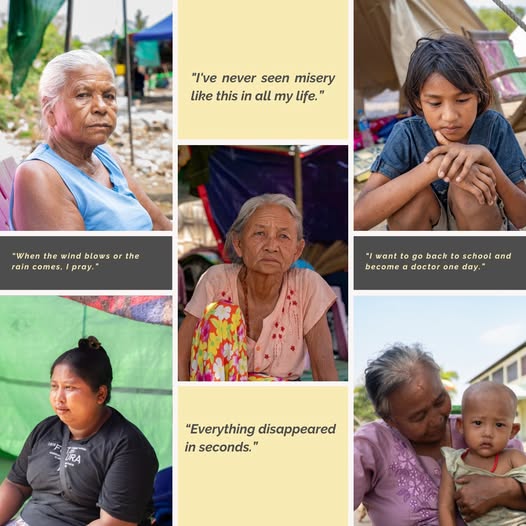 "I've never seen misery
like this in all my life."
"When the wind blows or the
rain comes, I pray."
"I want to go back to school and
become a doctor one day."
"Everything disappeared
in seconds."